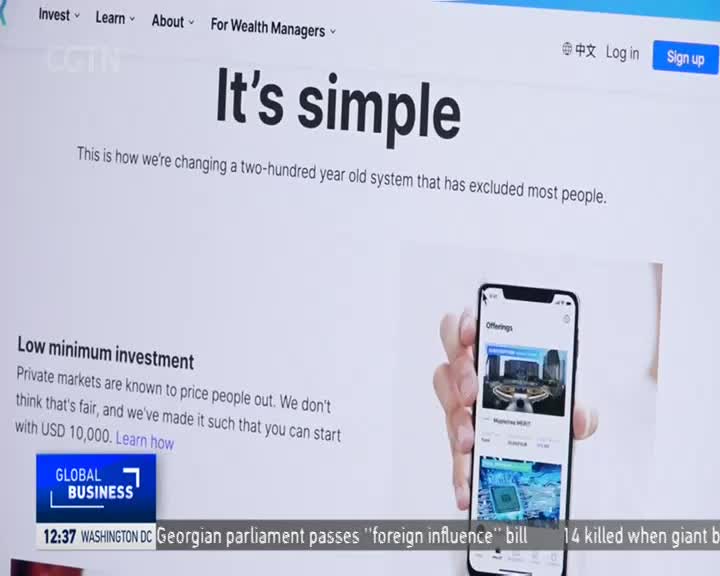 Invest Learn About For Wealth Managers
中文 Log in Sign up
CGTN
It's simple
This is how we're changing a two-hundred year old system that has excluded most people.
Offerings
Low minimum investment
Private markets are known to price people out. We don't
think that's fair, and we've made it such that you can start
with USD 10,000. Learn how
GLOBAL
BUSINESS
12:37 WASHINGTON DC Georgian parliament passes "foreign influence" bill 14 killed when giant b